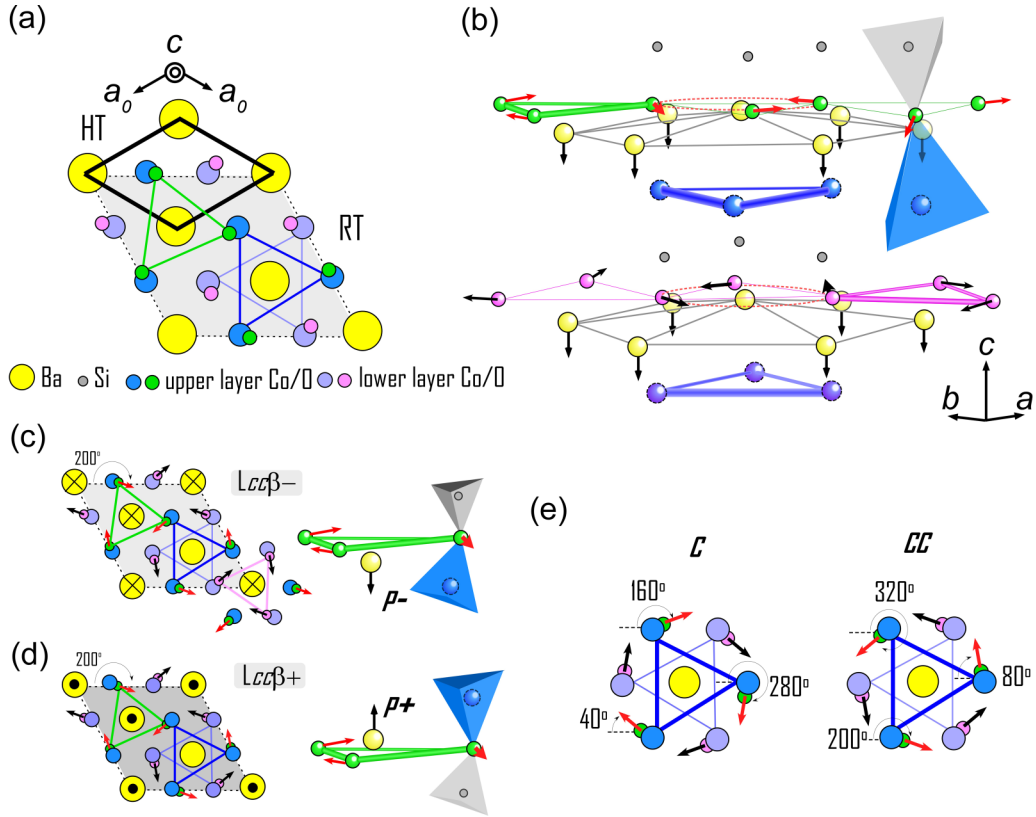 (a)
c
a₀ a₀
HT
RT
Ba Si upper layer Co/O lower layer Co/O
(b)
c
b a
(c)
200°
Lccβ−
P-
(d)
200°
Lccβ+
P+
(e)
C CC
160°
280°
40°
320°
80°
200°